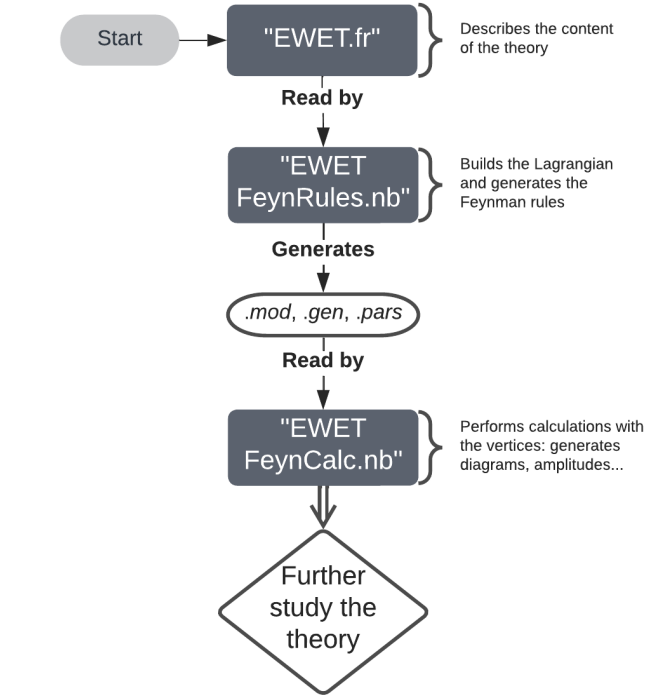 Start
"EWET.fr"
Describes the content
of the theory
Read by
"EWET
FeynRules.nb"
Builds the Lagrangian
and generates the
Feynman rules
Generates
.mod, .gen, .pars
Read by
"EWET
FeynCalc.nb"
Performs calculations with
the vertices: generates
diagrams, amplitudes...
Further
study the
theory